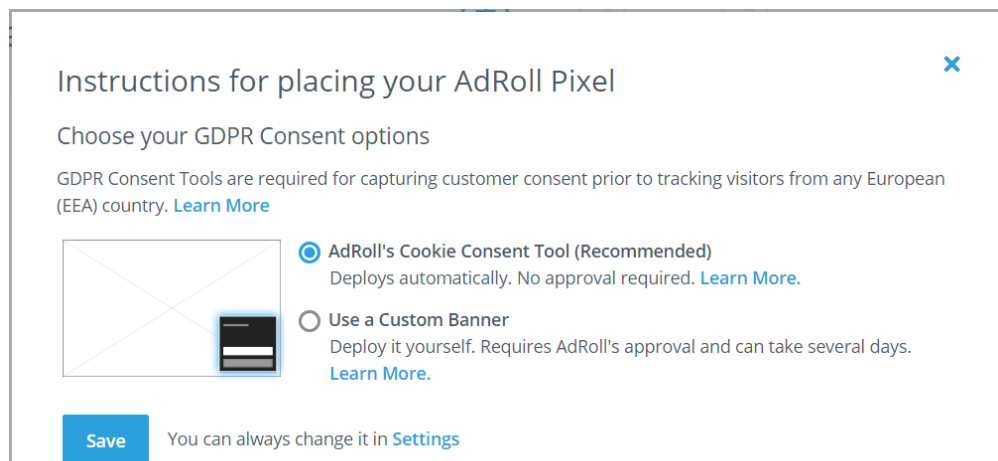 Instructions for placing your AdRoll Pixel
Choose your GDPR Consent options
GDPR Consent Tools are required for capturing customer consent prior to tracking visitors from any European
(EEA) country. Learn More
AdRoll's Cookie Consent Tool (Recommended)
Deploys automatically. No approval required. Learn More.
Use a Custom Banner
Deploy it yourself. Requires AdRoll's approval and can take several days.
Learn More.
Save You can always change it in Settings